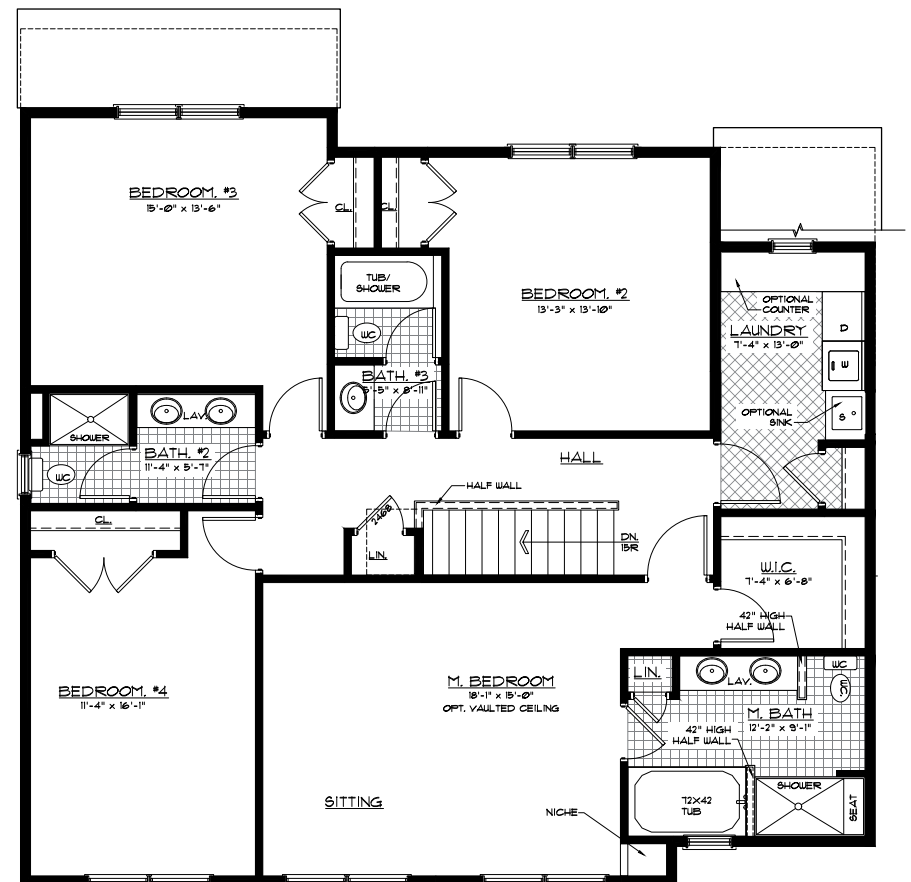 BEDROOM. #3
15'-0" x 13'-6"
CL.
CL.
TUB/
SHOWER
WC
BATH. #3
5'-5" x 8'-11"
BEDROOM. #2
13'-3" x 13'-10"
OPTIONAL
COUNTER
LAUNDRY
7'-4" x 13'-0"
D
W
OPTIONAL
SINK
S
SHOWER
LAV.
BATH. #2
11'-4" x 5'-7"
WC
HALL
HALF WALL
CL.
2468
LIN.
DN.
15R
W.I.C.
7'-4" x 6'-8"
42" HIGH
HALF WALL
BEDROOM. #4
11'-4" x 16'-1"
M. BEDROOM
18'-1" x 15'-0"
OPT. VAULTED CEILING
LIN.
LAV.
WC
WC
M. BATH
12'-2" x 9'-1"
42" HIGH
HALF WALL
SITTING
NICHE
72x42
TUB
SHOWER
SEAT